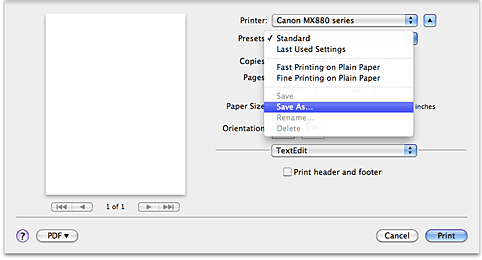 Printer: Canon MX880 series
Presets ✓ Standard
Last Used Settings
Fast Printing on Plain Paper
Copies
Fine Printing on Plain Paper
Pages
Save
Paper Size Save As... inches
Rename...
Orientation Delete
TextEdit
Print header and footer
1 of 1
? PDF ▼ Cancel Print